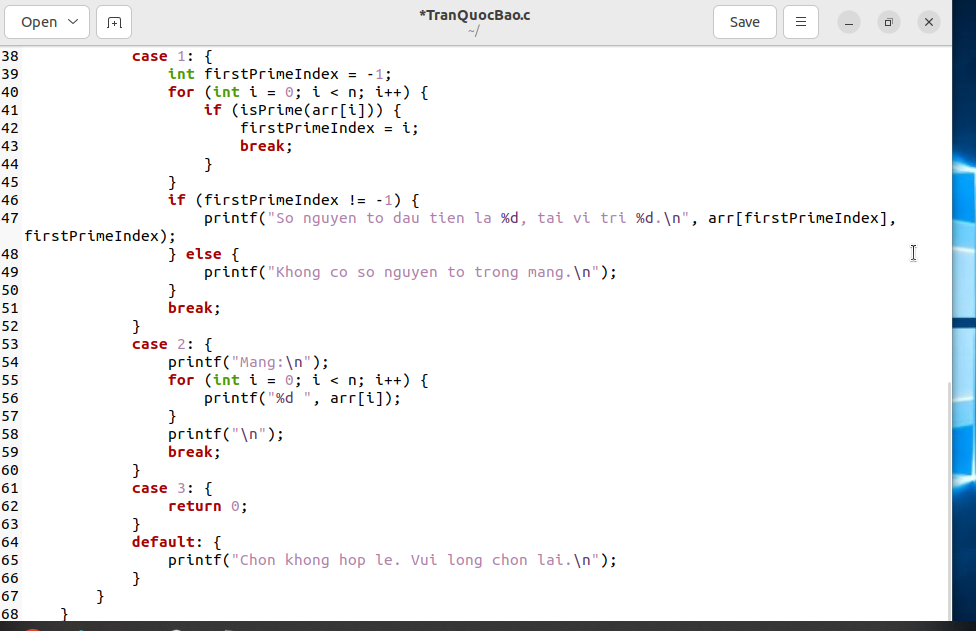 Open
*TranQuocBao.c
~/
Save
38             case 1: {
39                 int firstPrimeIndex = -1;
40                 for (int i = 0; i < n; i++) {
41                     if (isPrime(arr[i])) {
42                         firstPrimeIndex = i;
43                         break;
44                     }
45                 }
46                 if (firstPrimeIndex != -1) {
47                     printf("So nguyen to dau tien la %d, tai vi tri %d.\n", arr[firstPrimeIndex],
firstPrimeIndex);
48                 } else {
49                     printf("Khong co so nguyen to trong mang.\n");
50                 }
51                 break;
52             }
53             case 2: {
54                 printf("Mang:\n");
55                 for (int i = 0; i < n; i++) {
56                     printf("%d ", arr[i]);
57                 }
58                 printf("\n");
59                 break;
60             }
61             case 3: {
62                 return 0;
63             }
64             default: {
65                 printf("Chon khong hop le. Vui long chon lai.\n");
66             }
67         }
68     }